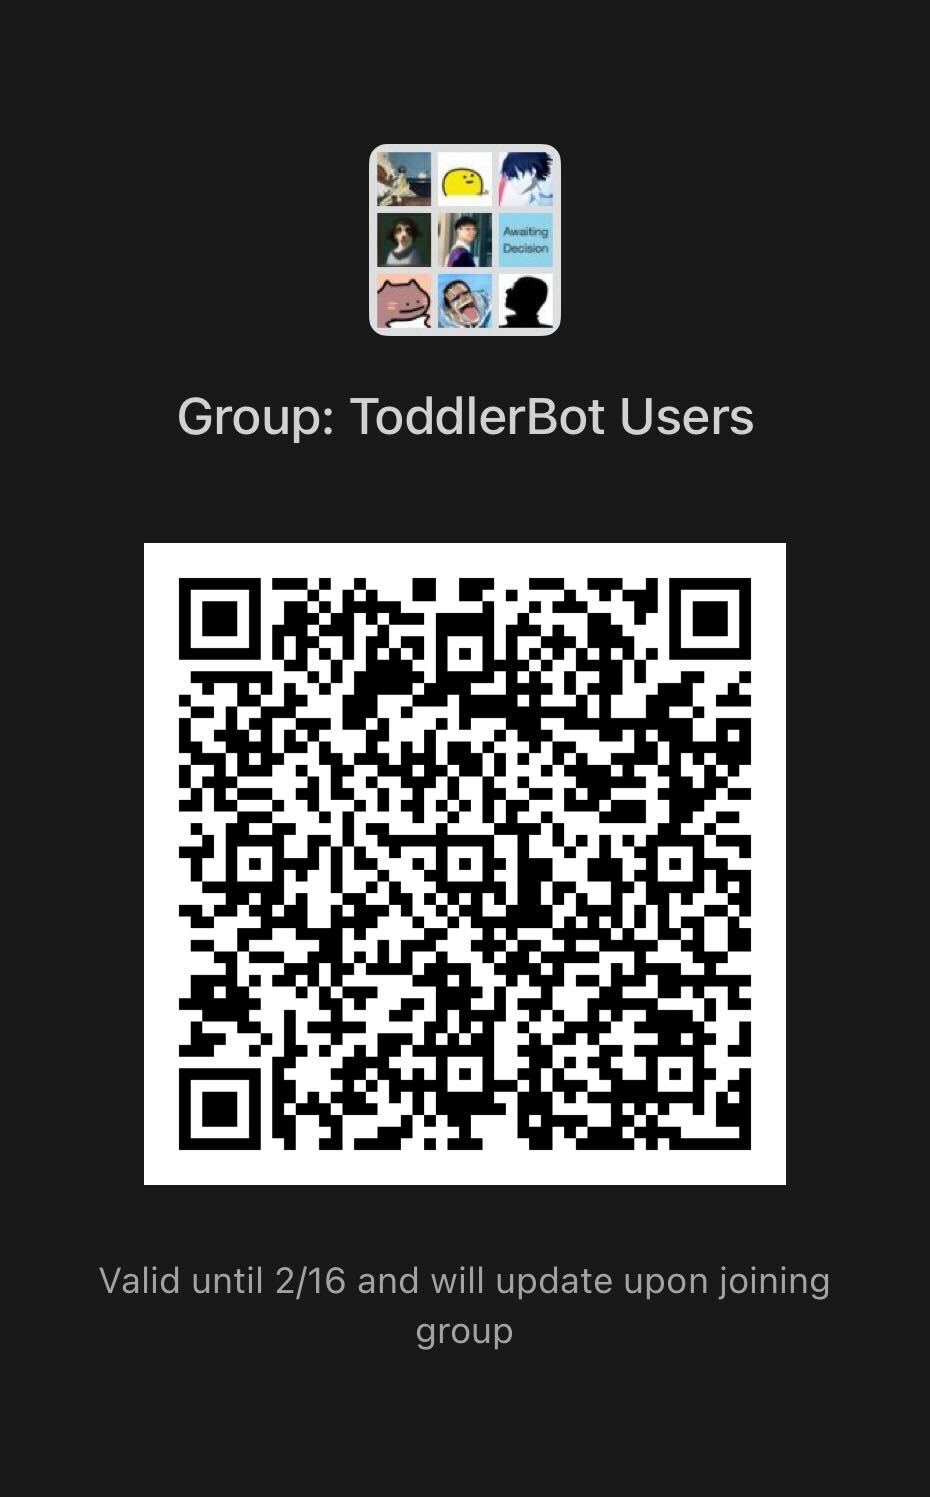 Awaiting
Decision
Group: ToddlerBot Users
Valid until 2/16 and will update upon joining
group